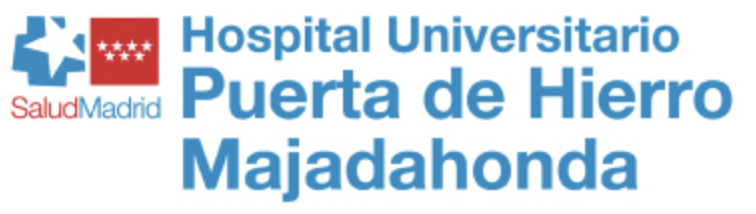 SaludMadrid
Hospital Universitario
Puerta de Hierro
Majadahonda